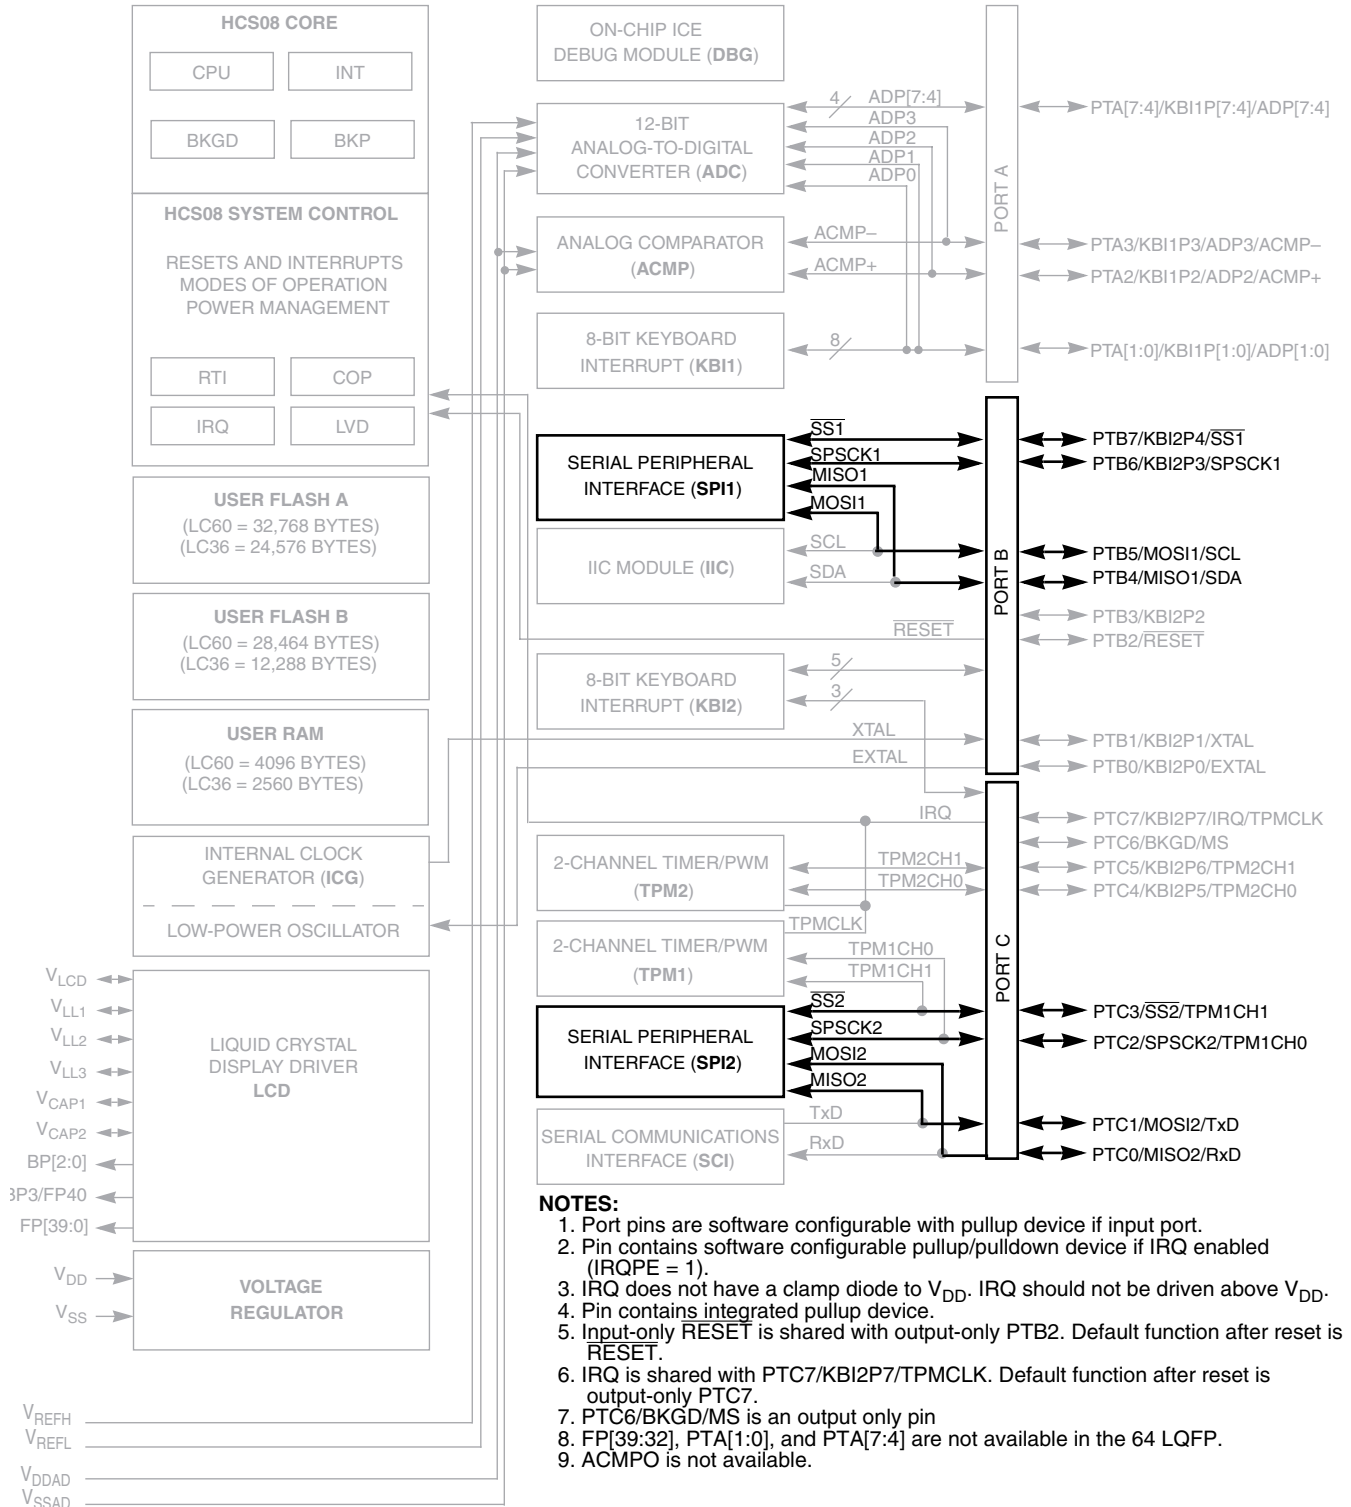 HCS08 CORE
CPU
INT
BKGD
BKP
HCS08 SYSTEM CONTROL
RESETS AND INTERRUPTS
MODES OF OPERATION
POWER MANAGEMENT
RTI
COP
IRQ
LVD
USER FLASH A
(LC60 = 32,768 BYTES)
(LC36 = 24,576 BYTES)
USER FLASH B
(LC60 = 28,464 BYTES)
(LC36 = 12,288 BYTES)
USER RAM
(LC60 = 4096 BYTES)
(LC36 = 2560 BYTES)
INTERNAL CLOCK
GENERATOR (ICG)
LOW-POWER OSCILLATOR
VLCD
VLL1
VLL2
VLL3
VCAP1
VCAP2
BP[2:0]
BP3/FP40
FP[39:0]
LIQUID CRYSTAL
DISPLAY DRIVER
LCD
VDD
VSS
VOLTAGE
REGULATOR
VREFH
VREFL
VDDAD
VSSAD
ON-CHIP ICE
DEBUG MODULE (DBG)
12-BIT
ANALOG-TO-DIGITAL
CONVERTER (ADC)
4
ADP[7:4]
ADP3
ADP2
ADP1
ADP0
ANALOG COMPARATOR
(ACMP)
ACMP–
ACMP+
8-BIT KEYBOARD
INTERRUPT (KBI1)
8
PORT A
PTA[7:4]/KBI1P[7:4]/ADP[7:4]
PTA3/KBI1P3/ADP3/ACMP–
PTA2/KBI1P2/ADP2/ACMP+
PTA[1:0]/KBI1P[1:0]/ADP[1:0]
SERIAL PERIPHERAL
INTERFACE (SPI1)
SS1
SPSCK1
MISO1
MOSI1
IIC MODULE (IIC)
SCL
SDA
RESET
8-BIT KEYBOARD
INTERRUPT (KBI2)
5
3
XTAL
EXTAL
PORT B
PTB7/KBI2P4/SS1
PTB6/KBI2P3/SPSCK1
PTB5/MOSI1/SCL
PTB4/MISO1/SDA
PTB3/KBI2P2
PTB2/RESET
PTB1/KBI2P1/XTAL
PTB0/KBI2P0/EXTAL
IRQ
2-CHANNEL TIMER/PWM
(TPM2)
TPM2CH1
TPM2CH0
TPMCLK
2-CHANNEL TIMER/PWM
(TPM1)
TPM1CH0
TPM1CH1
SERIAL PERIPHERAL
INTERFACE (SPI2)
SS2
SPSCK2
MOSI2
MISO2
SERIAL COMMUNICATIONS
INTERFACE (SCI)
TxD
RxD
PORT C
PTC7/KBI2P7/IRQ/TPMCLK
PTC6/BKGD/MS
PTC5/KBI2P6/TPM2CH1
PTC4/KBI2P5/TPM2CH0
PTC3/SS2/TPM1CH1
PTC2/SPSCK2/TPM1CH0
PTC1/MOSI2/TxD
PTC0/MISO2/RxD
NOTES:
1. Port pins are software configurable with pullup device if input port.
2. Pin contains software configurable pullup/pulldown device if IRQ enabled
(IRQPE = 1).
3. IRQ does not have a clamp diode to VDD. IRQ should not be driven above VDD.
4. Pin contains integrated pullup device.
5. Input-only RESET is shared with output-only PTB2. Default function after reset is
RESET.
6. IRQ is shared with PTC7/KBI2P7/TPMCLK. Default function after reset is
output-only PTC7.
7. PTC6/BKGD/MS is an output only pin
8. FP[39:32], PTA[1:0], and PTA[7:4] are not available in the 64 LQFP.
9. ACMPO is not available.